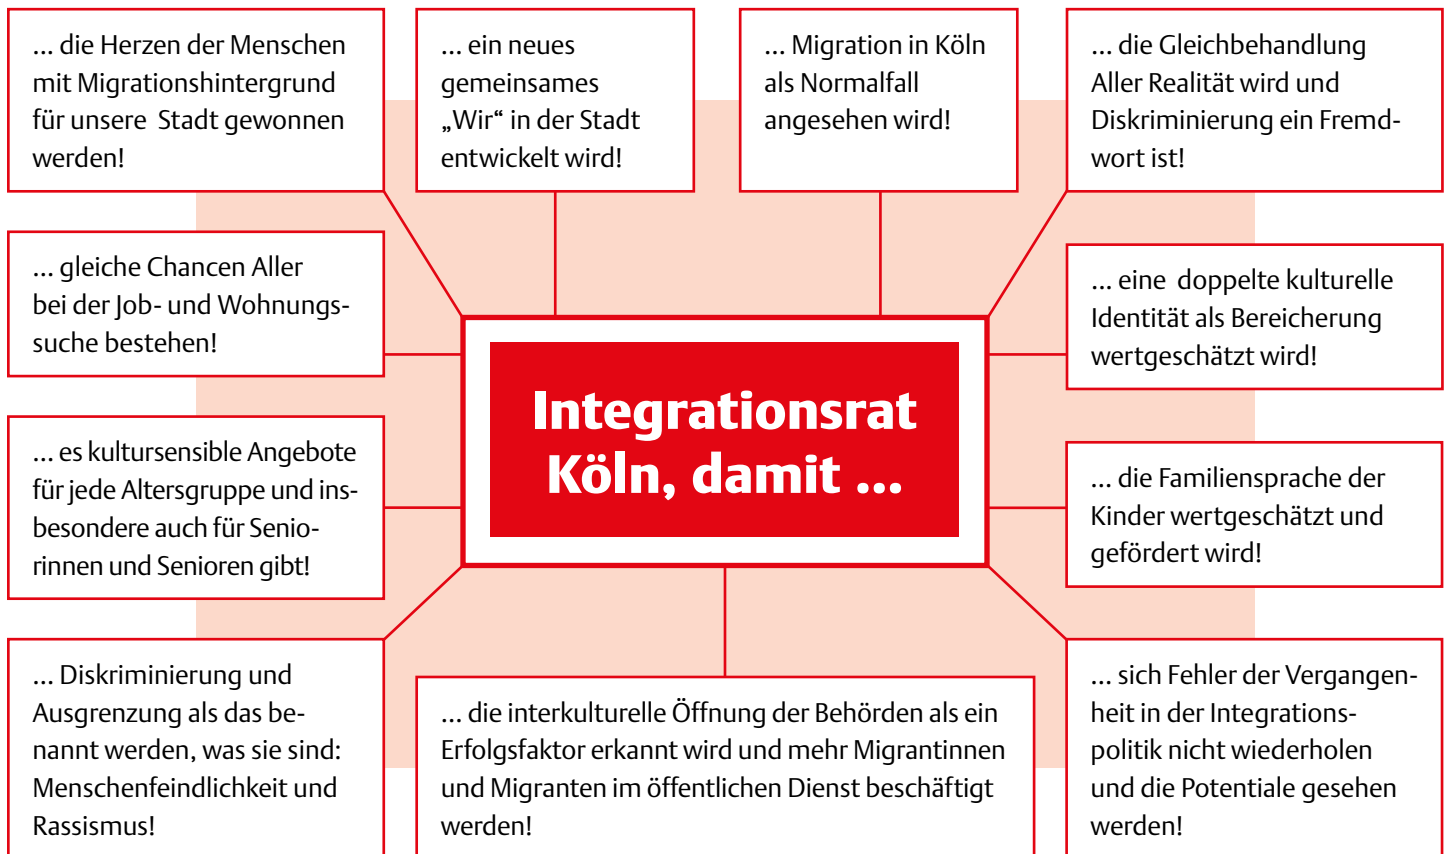 ... die Herzen der Menschen
mit Migrationshintergrund
für unsere Stadt gewonnen
werden!
... ein neues
gemeinsames
„Wir“ in der Stadt
entwickelt wird!
... Migration in Köln
als Normalfall
angesehen wird!
... die Gleichbehandlung
Aller Realität wird und
Diskriminierung ein Fremd-
wort ist!
... gleiche Chancen Aller
bei der Job- und Wohnungs-
suche bestehen!
... eine doppelte kulturelle
Identität als Bereicherung
wertgeschätzt wird!
Integrationsrat
Köln, damit ...
... es kultursensible Angebote
für jede Altersgruppe und ins-
besondere auch für Senio-
rinnen und Senioren gibt!
... die Familiensprache der
Kinder wertgeschätzt und
gefördert wird!
... Diskriminierung und
Ausgrenzung als das be-
nannt werden, was sie sind:
Menschenfeindlichkeit und
Rassismus!
... die interkulturelle Öffnung der Behörden als ein
Erfolgsfaktor erkannt wird und mehr Migrantinnen
und Migranten im öffentlichen Dienst beschäftigt
werden!
... sich Fehler der Vergangen-
heit in der Integrations-
politik nicht wiederholen
und die Potentiale gesehen
werden!